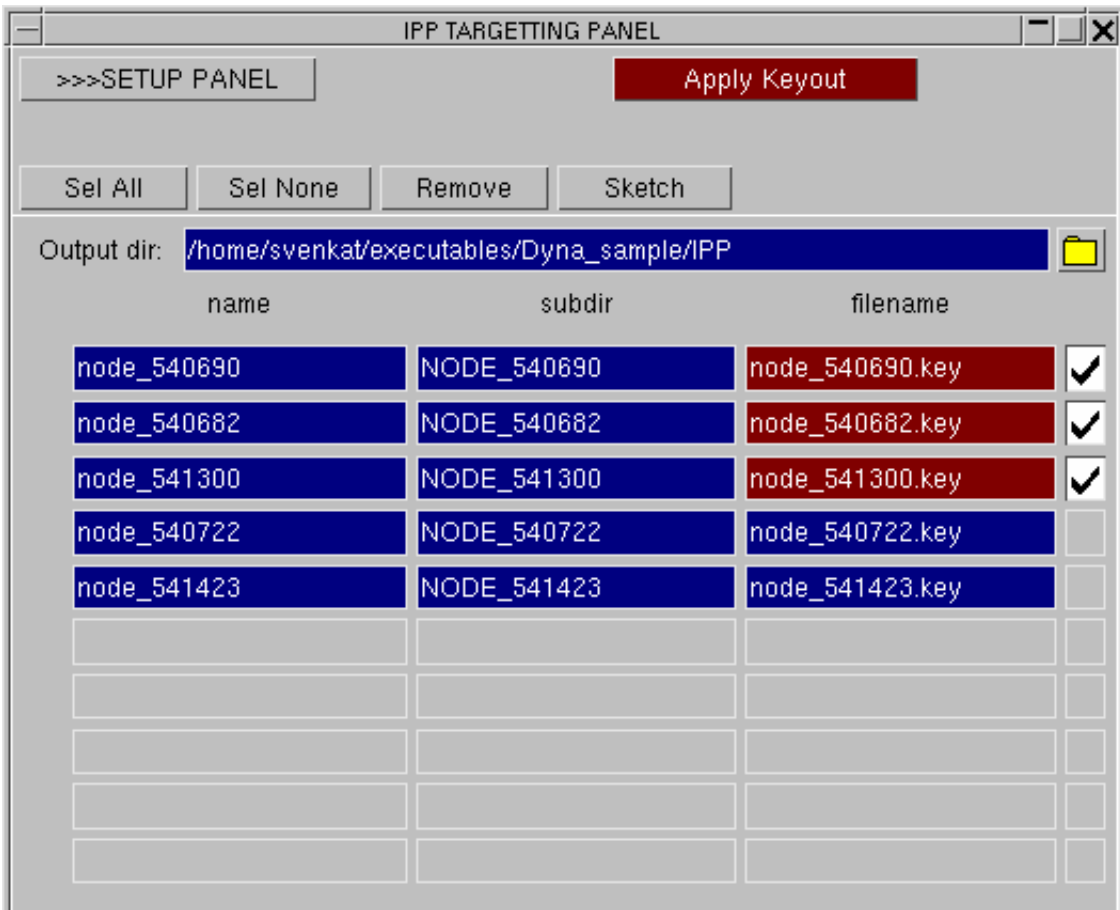 IPP TARGETTING PANEL
>>>SETUP PANEL Apply Keyout
Sel All Sel None Remove Sketch
Output dir: /home/svenkat/executables/Dyna_sample/IPP
name subdir filename
node_540690 NODE_540690 node_540690.key
node_540682 NODE_540682 node_540682.key
node_541300 NODE_541300 node_541300.key
node_540722 NODE_540722 node_540722.key
node_541423 NODE_541423 node_541423.key